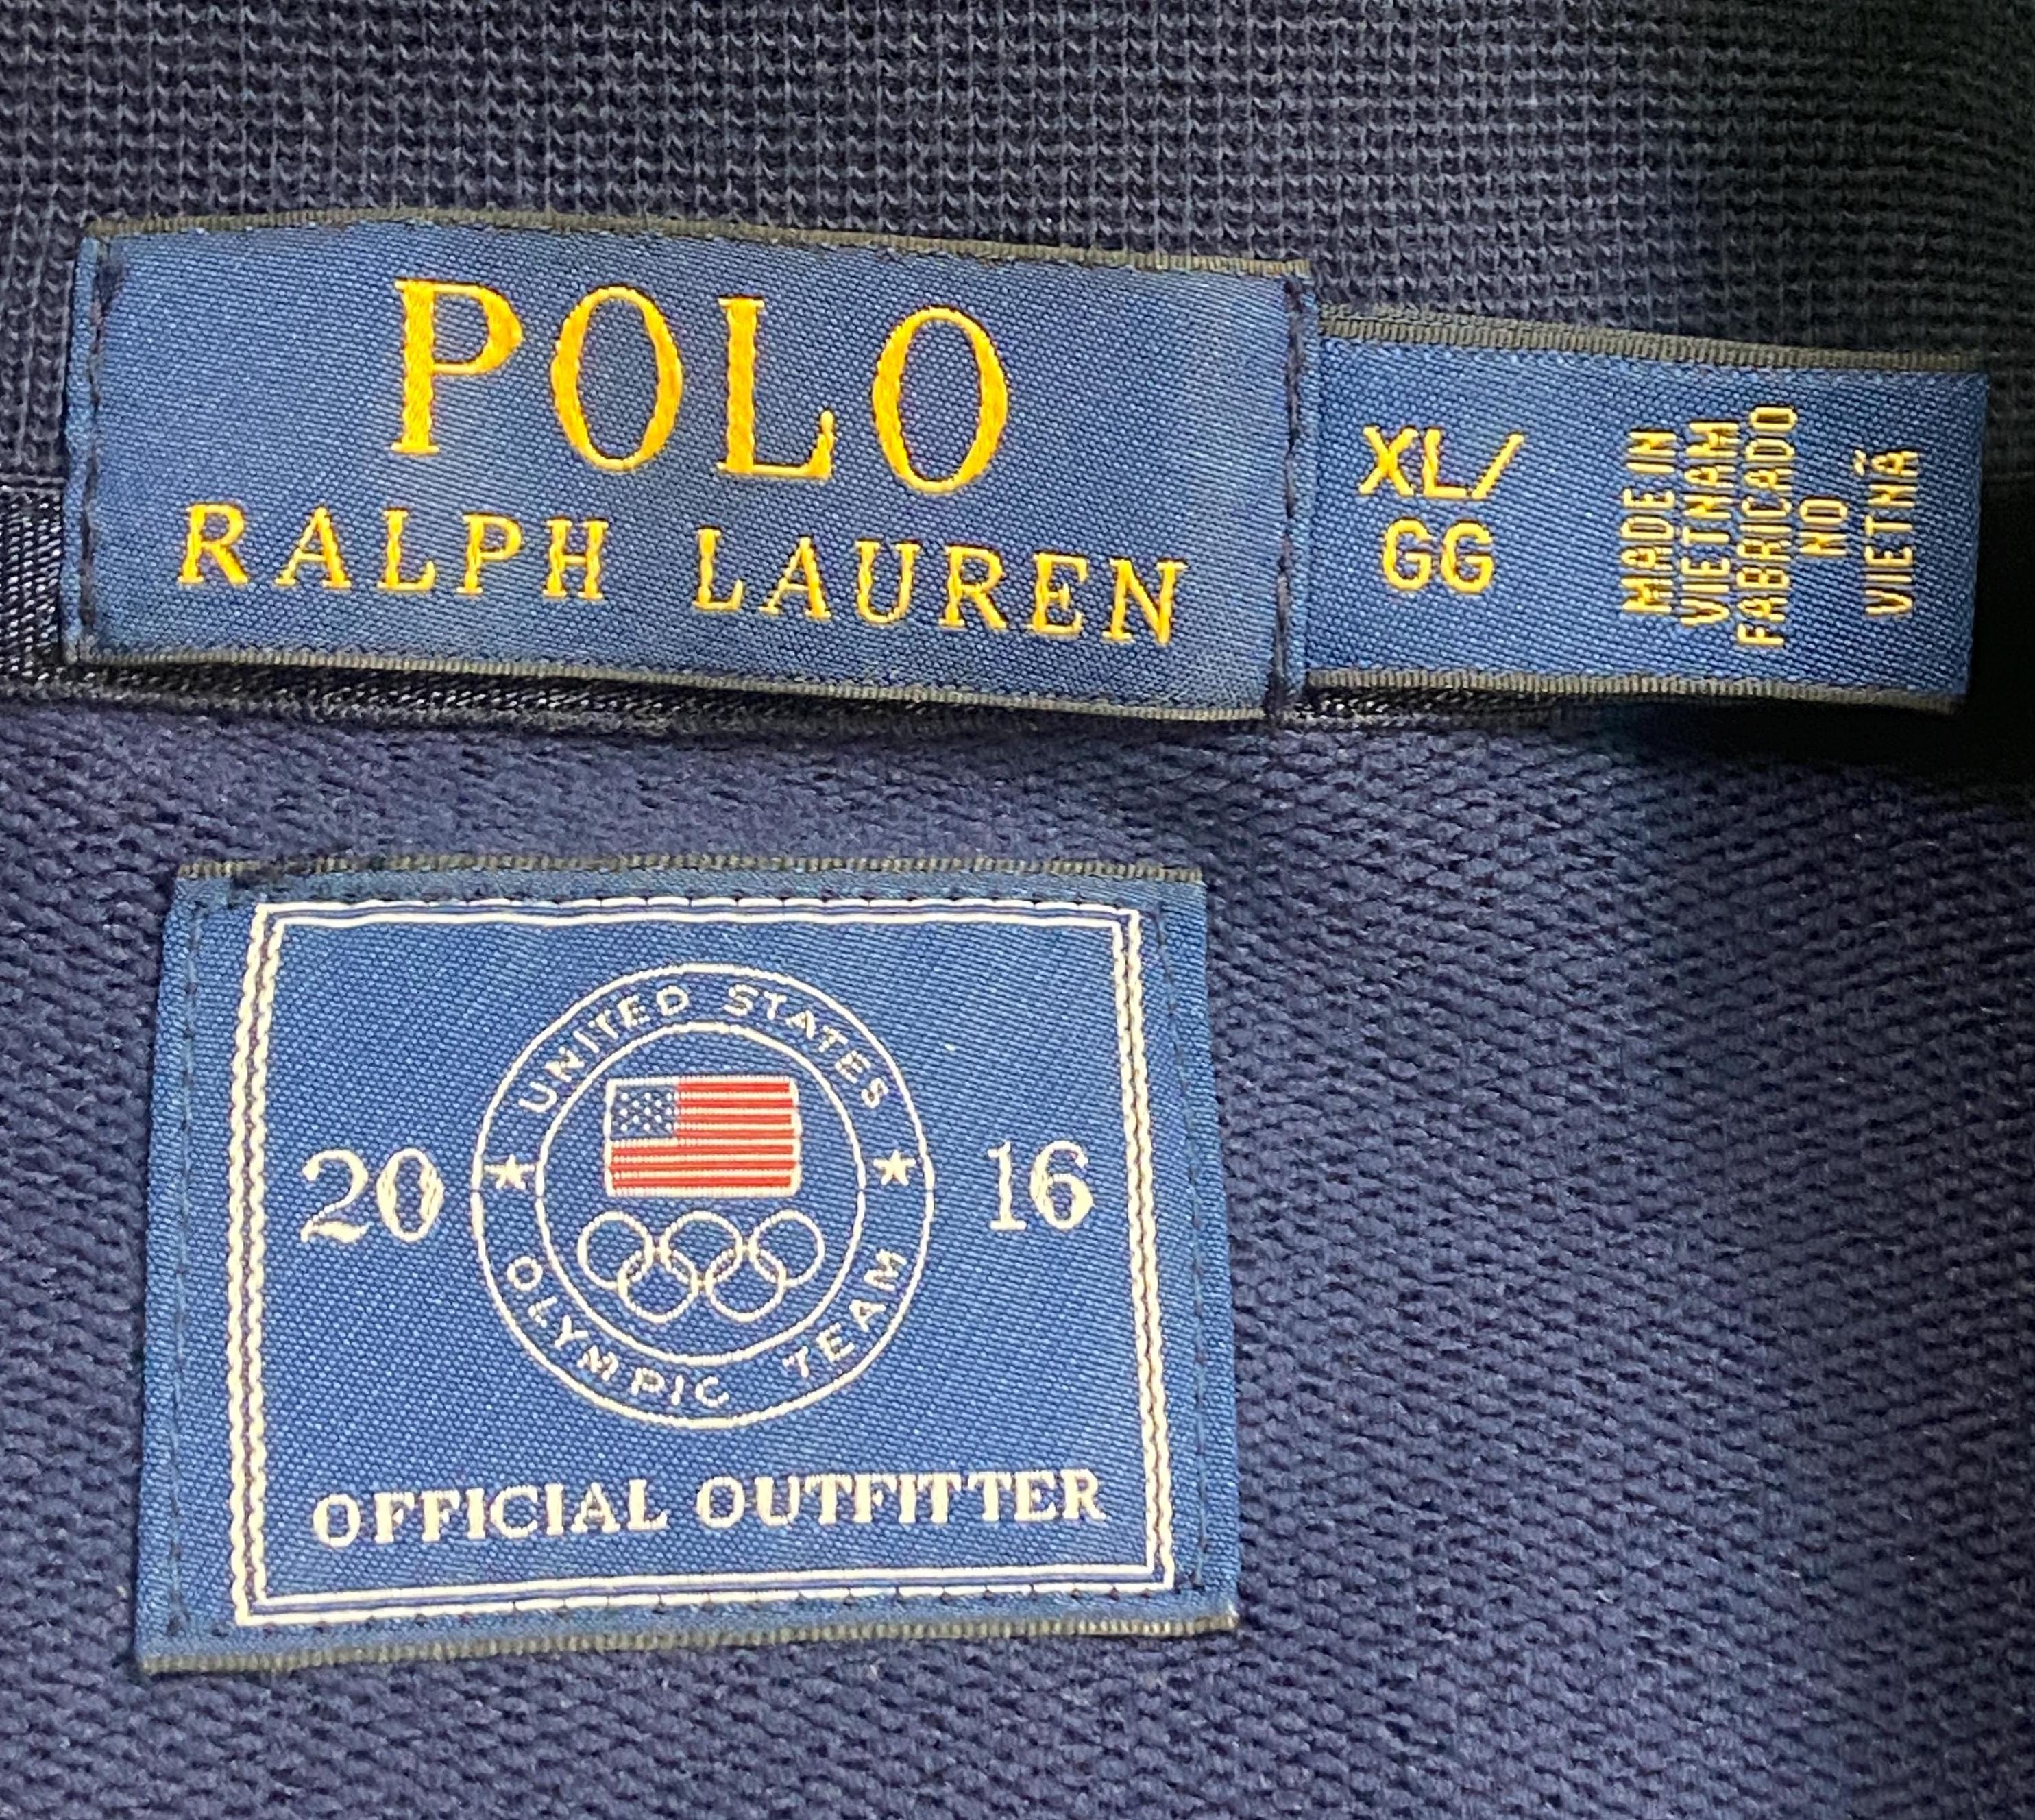 POLO
RALPH LAUREN
XL/
GG
MADE IN
VIETNAM
FABRICADO
NO
VIETNÃ
UNITED STATES
20 16
OLYMPIC TEAM
OFFICIAL OUTFITTER